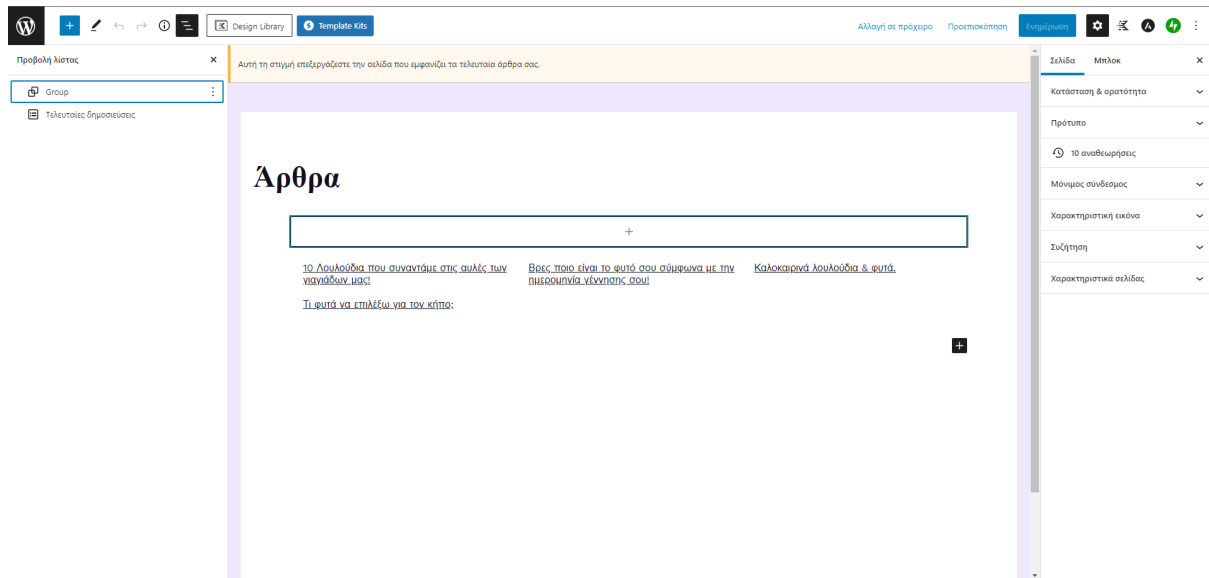 Design Library
Template Kits
Αλλαγή σε πρόχειρο
Προεπισκόπηση
Ενημέρωση
Προβολή λίστας
Group
Τελευταίες δημοσιεύσεις
Αυτή τη στιγμή επεξεργάζεστε την σελίδα που εμφανίζει τα τελευταία άρθρα σας.
Άρθρα
10 Λουλούδια που συναντάμε στις αυλές των
γιαγιάδων μας!
Βρες ποιο είναι το φυτό σου σύμφωνα με την
ημερομηνία γέννησης σου!
Καλοκαιρινά λουλούδια & φυτά.
Τι φυτά να επιλέξω για τον κήπο;
Σελίδα
Μπλοκ
Κατάσταση & ορατότητα
Πρότυπο
10 αναθεωρήσεις
Μόνιμος σύνδεσμος
Χαρακτηριστική εικόνα
Συζήτηση
Χαρακτηριστικά σελίδας